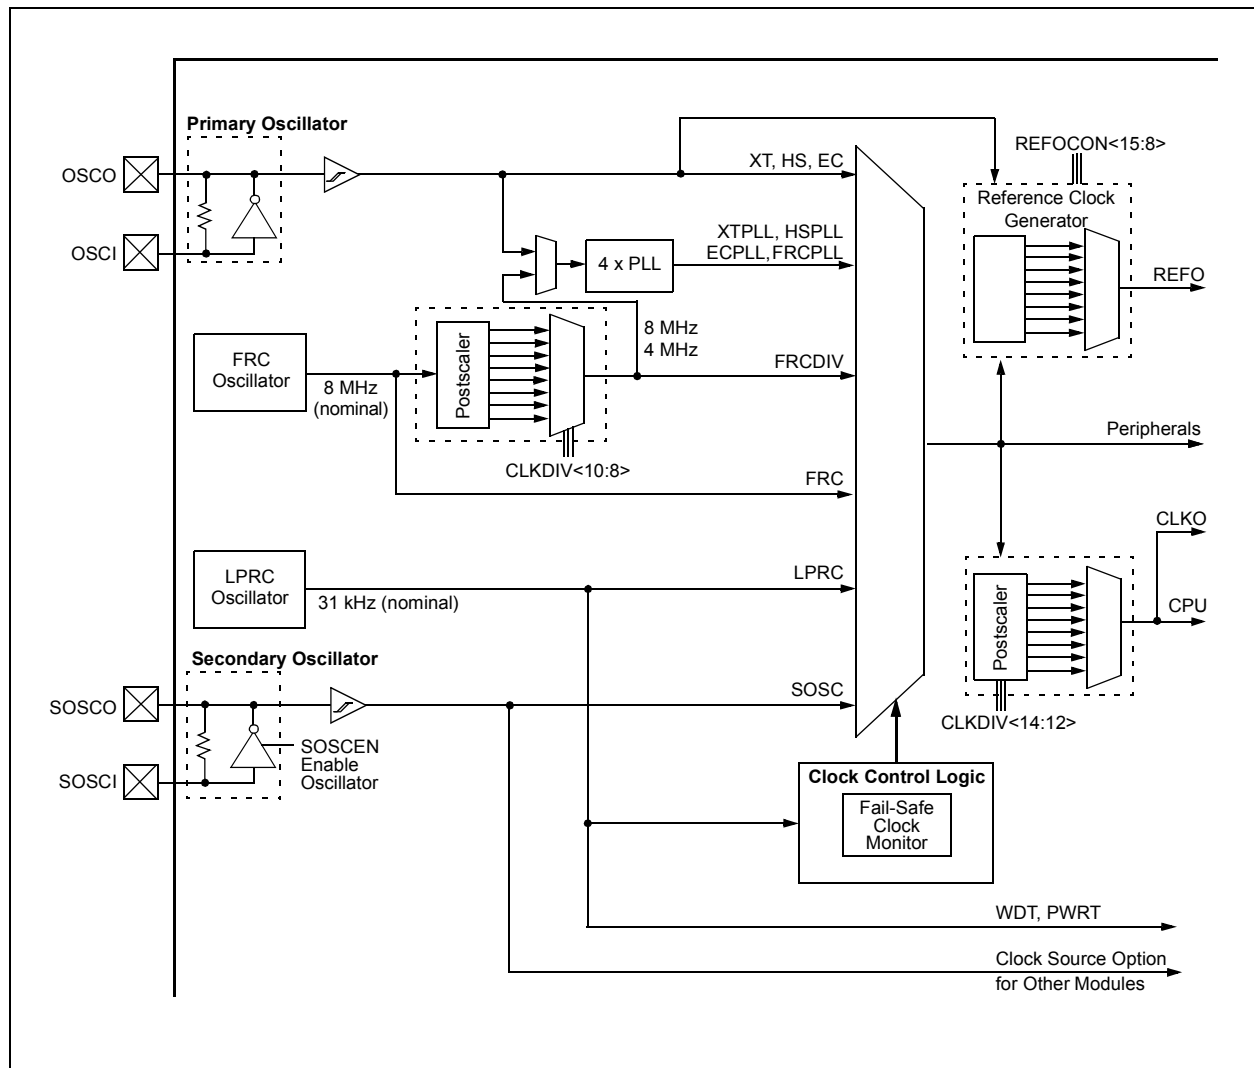 Primary Oscillator
OSCO
OSCI
XT, HS, EC
REFOCON<15:8>
Reference Clock
Generator
REFO
XTPLL, HSPLL
ECPLL,FRCPLL
4 x PLL
8 MHz
4 MHz
FRC
Oscillator
8 MHz
(nominal)
Postscaler
CLKDIV<10:8>
FRCDIV
Peripherals
FRC
CLKO
CPU
LPRC
Oscillator
31 kHz (nominal)
LPRC
Postscaler
CLKDIV<14:12>
Secondary Oscillator
SOSCO
SOSCI
SOSCEN
Enable
Oscillator
SOSC
Clock Control Logic
Fail-Safe
Clock
Monitor
WDT, PWRT
Clock Source Option
for Other Modules